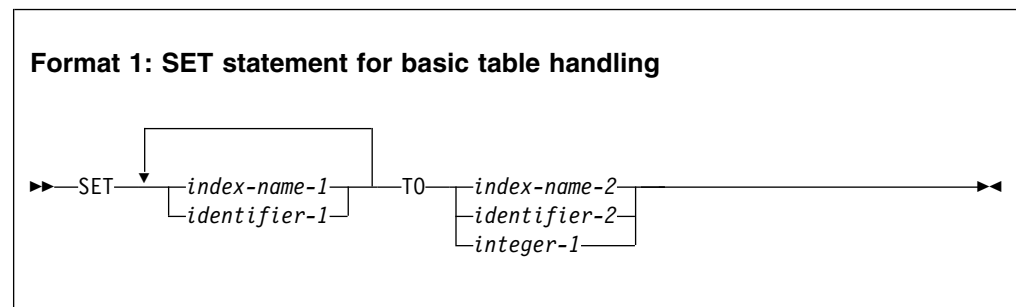 Format 1: SET statement for basic table handling
SET index-name-1 TO index-name-2
identifier-1 identifier-2
integer-1